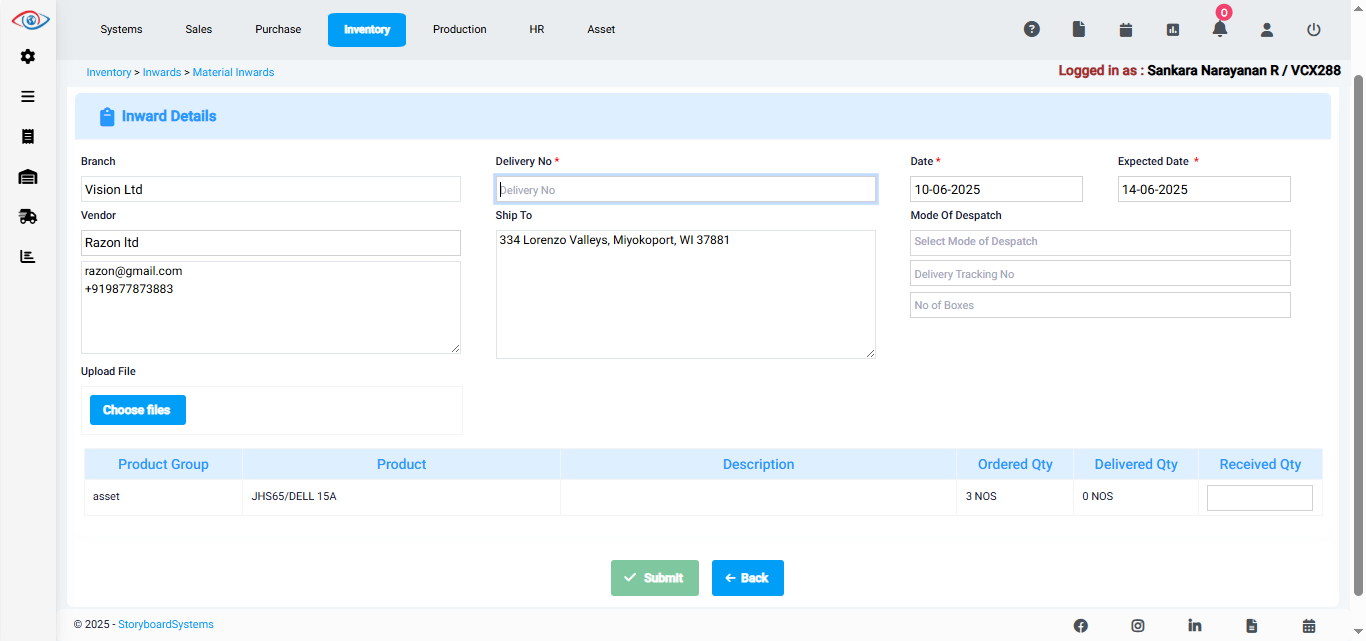 Systems Sales Purchase Inventory Production HR Asset 0
Inventory > Inwards > Material Inwards Logged in as : Sankara Narayanan R / VCX288
Inward Details
Branch Delivery No * Date * Expected Date *
Vision Ltd Delivery No 10-06-2025 14-06-2025
Vendor Ship To Mode Of Despatch
Razon ltd 334 Lorenzo Valleys, Miyokoport, WI 37881 Select Mode of Despatch
razon@gmail.com Delivery Tracking No
+919877873883 No of Boxes
Upload File
Choose files
Product Group Product Description Ordered Qty Delivered Qty Received Qty
asset JHS65/DELL 15A 3 NOS 0 NOS
Submit Back
© 2025 - StoryboardSystems